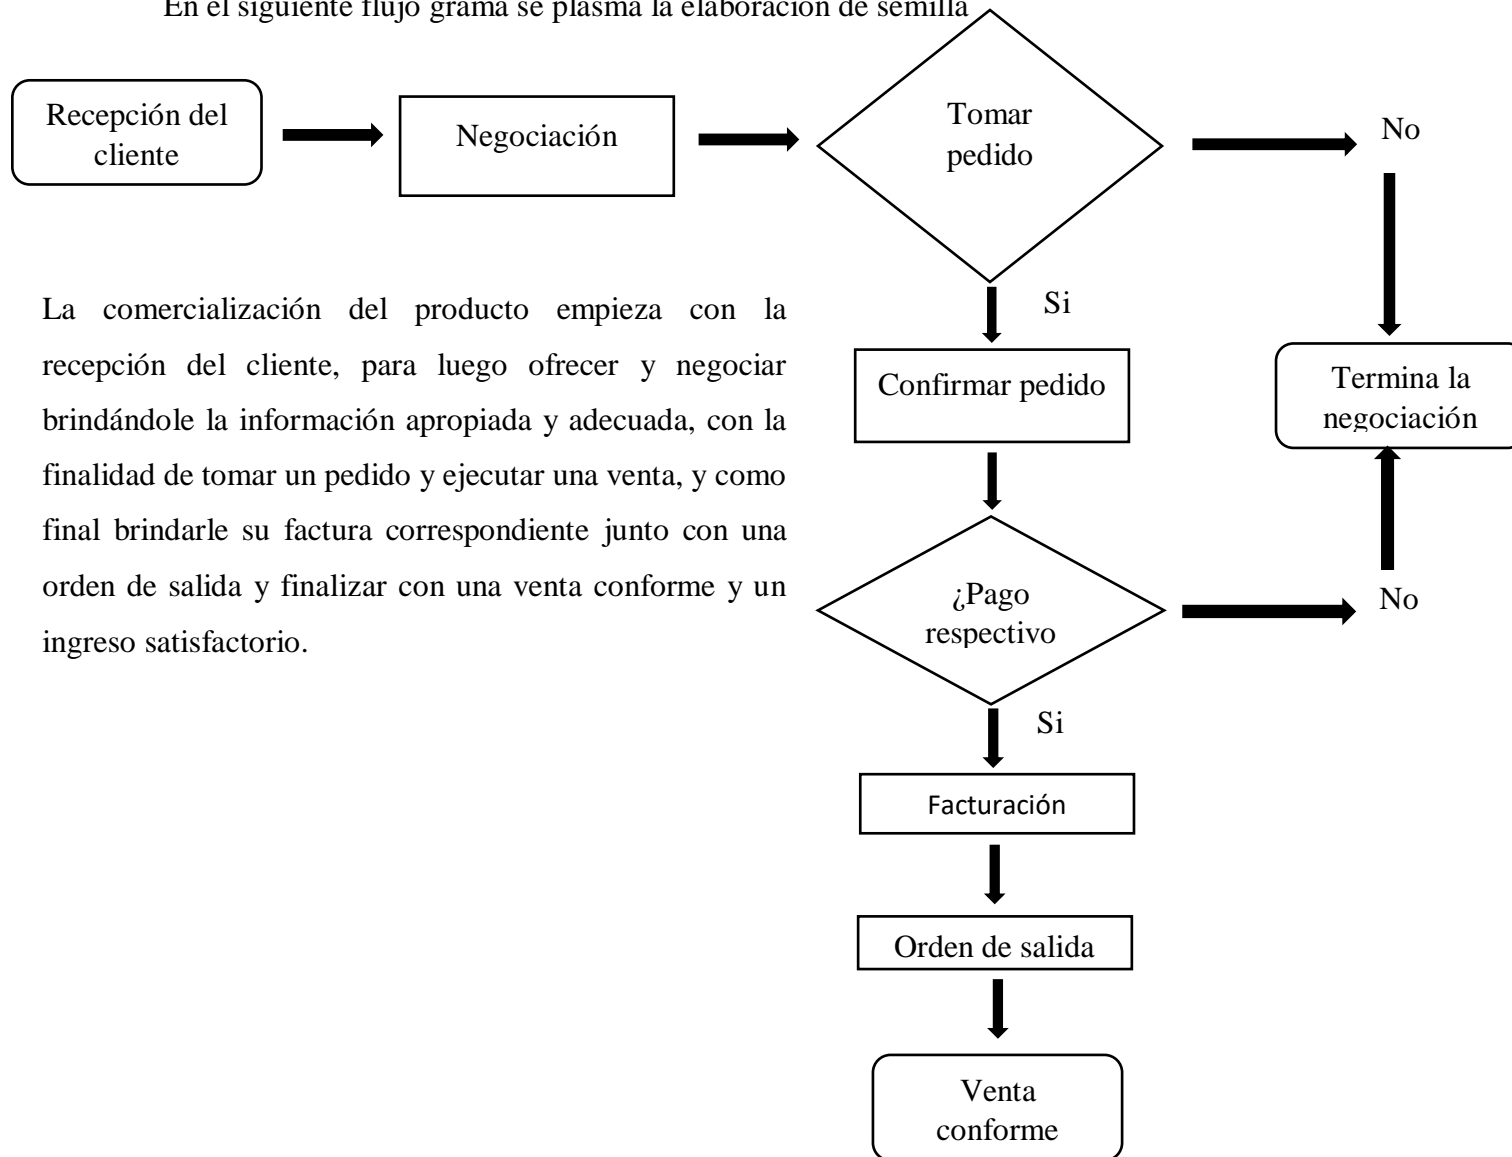 En el siguiente flujo grama se plasma la elaboración de semilla
Recepción del
cliente
Negociación
Tomar
pedido
No
Si
La comercialización del producto empieza con la
recepción del cliente, para luego ofrecer y negociar
brindándole la información apropiada y adecuada, con la
finalidad de tomar un pedido y ejecutar una venta, y como
final brindarle su factura correspondiente junto con una
orden de salida y finalizar con una venta conforme y un
ingreso satisfactorio.
Confirmar pedido
Termina la
negociación
¿Pago
respectivo
No
Si
Facturación
Orden de salida
Venta
conforme